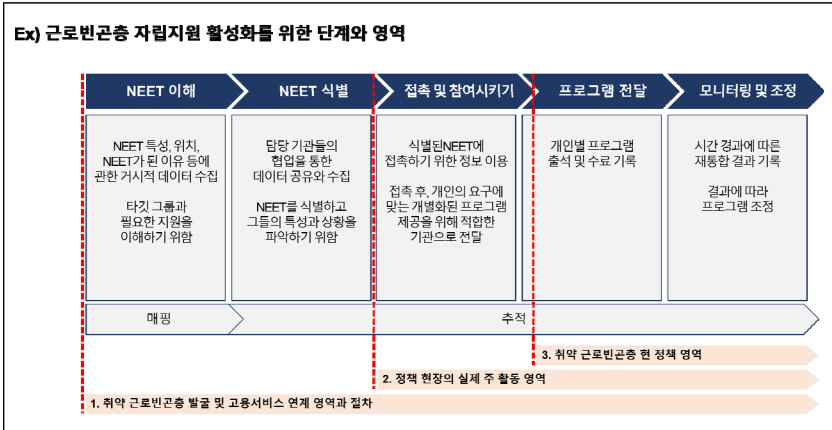 Ex) 근로빈곤층 자립지원 활성화를 위한 단계와 영역
NEET 이해
NEET 식별
접촉 및 참여시키기
프로그램 전달
모니터링 및 조정
NEET 특성, 위치,
NEET가 된 이유 등에
관한 거시적 데이터 수집
타깃 그룹과
필요한 지원을
이해하기 위함
담당 기관들의
협업을 통한
데이터 공유와 수집
NEET를 식별하고
그들의 특성과 상황을
파악하기 위함
식별된NEET에
접촉하기 위한 정보 이용
접촉 후, 개인의 요구에
맞는 개별화된 프로그램
제공을 위해 적합한
기관으로 전달
개인별 프로그램
출석 및 수료 기록
시간 경과에 따른
재통합 결과 기록
결과에 따라
프로그램 조정
매핑
추적
3. 취약 근로빈곤층 현 정책 영역
2. 정책 현장의 실제 주 활동 영역
1. 취약 근로빈곤층 발굴 및 고용서비스 연계 영역과 절차